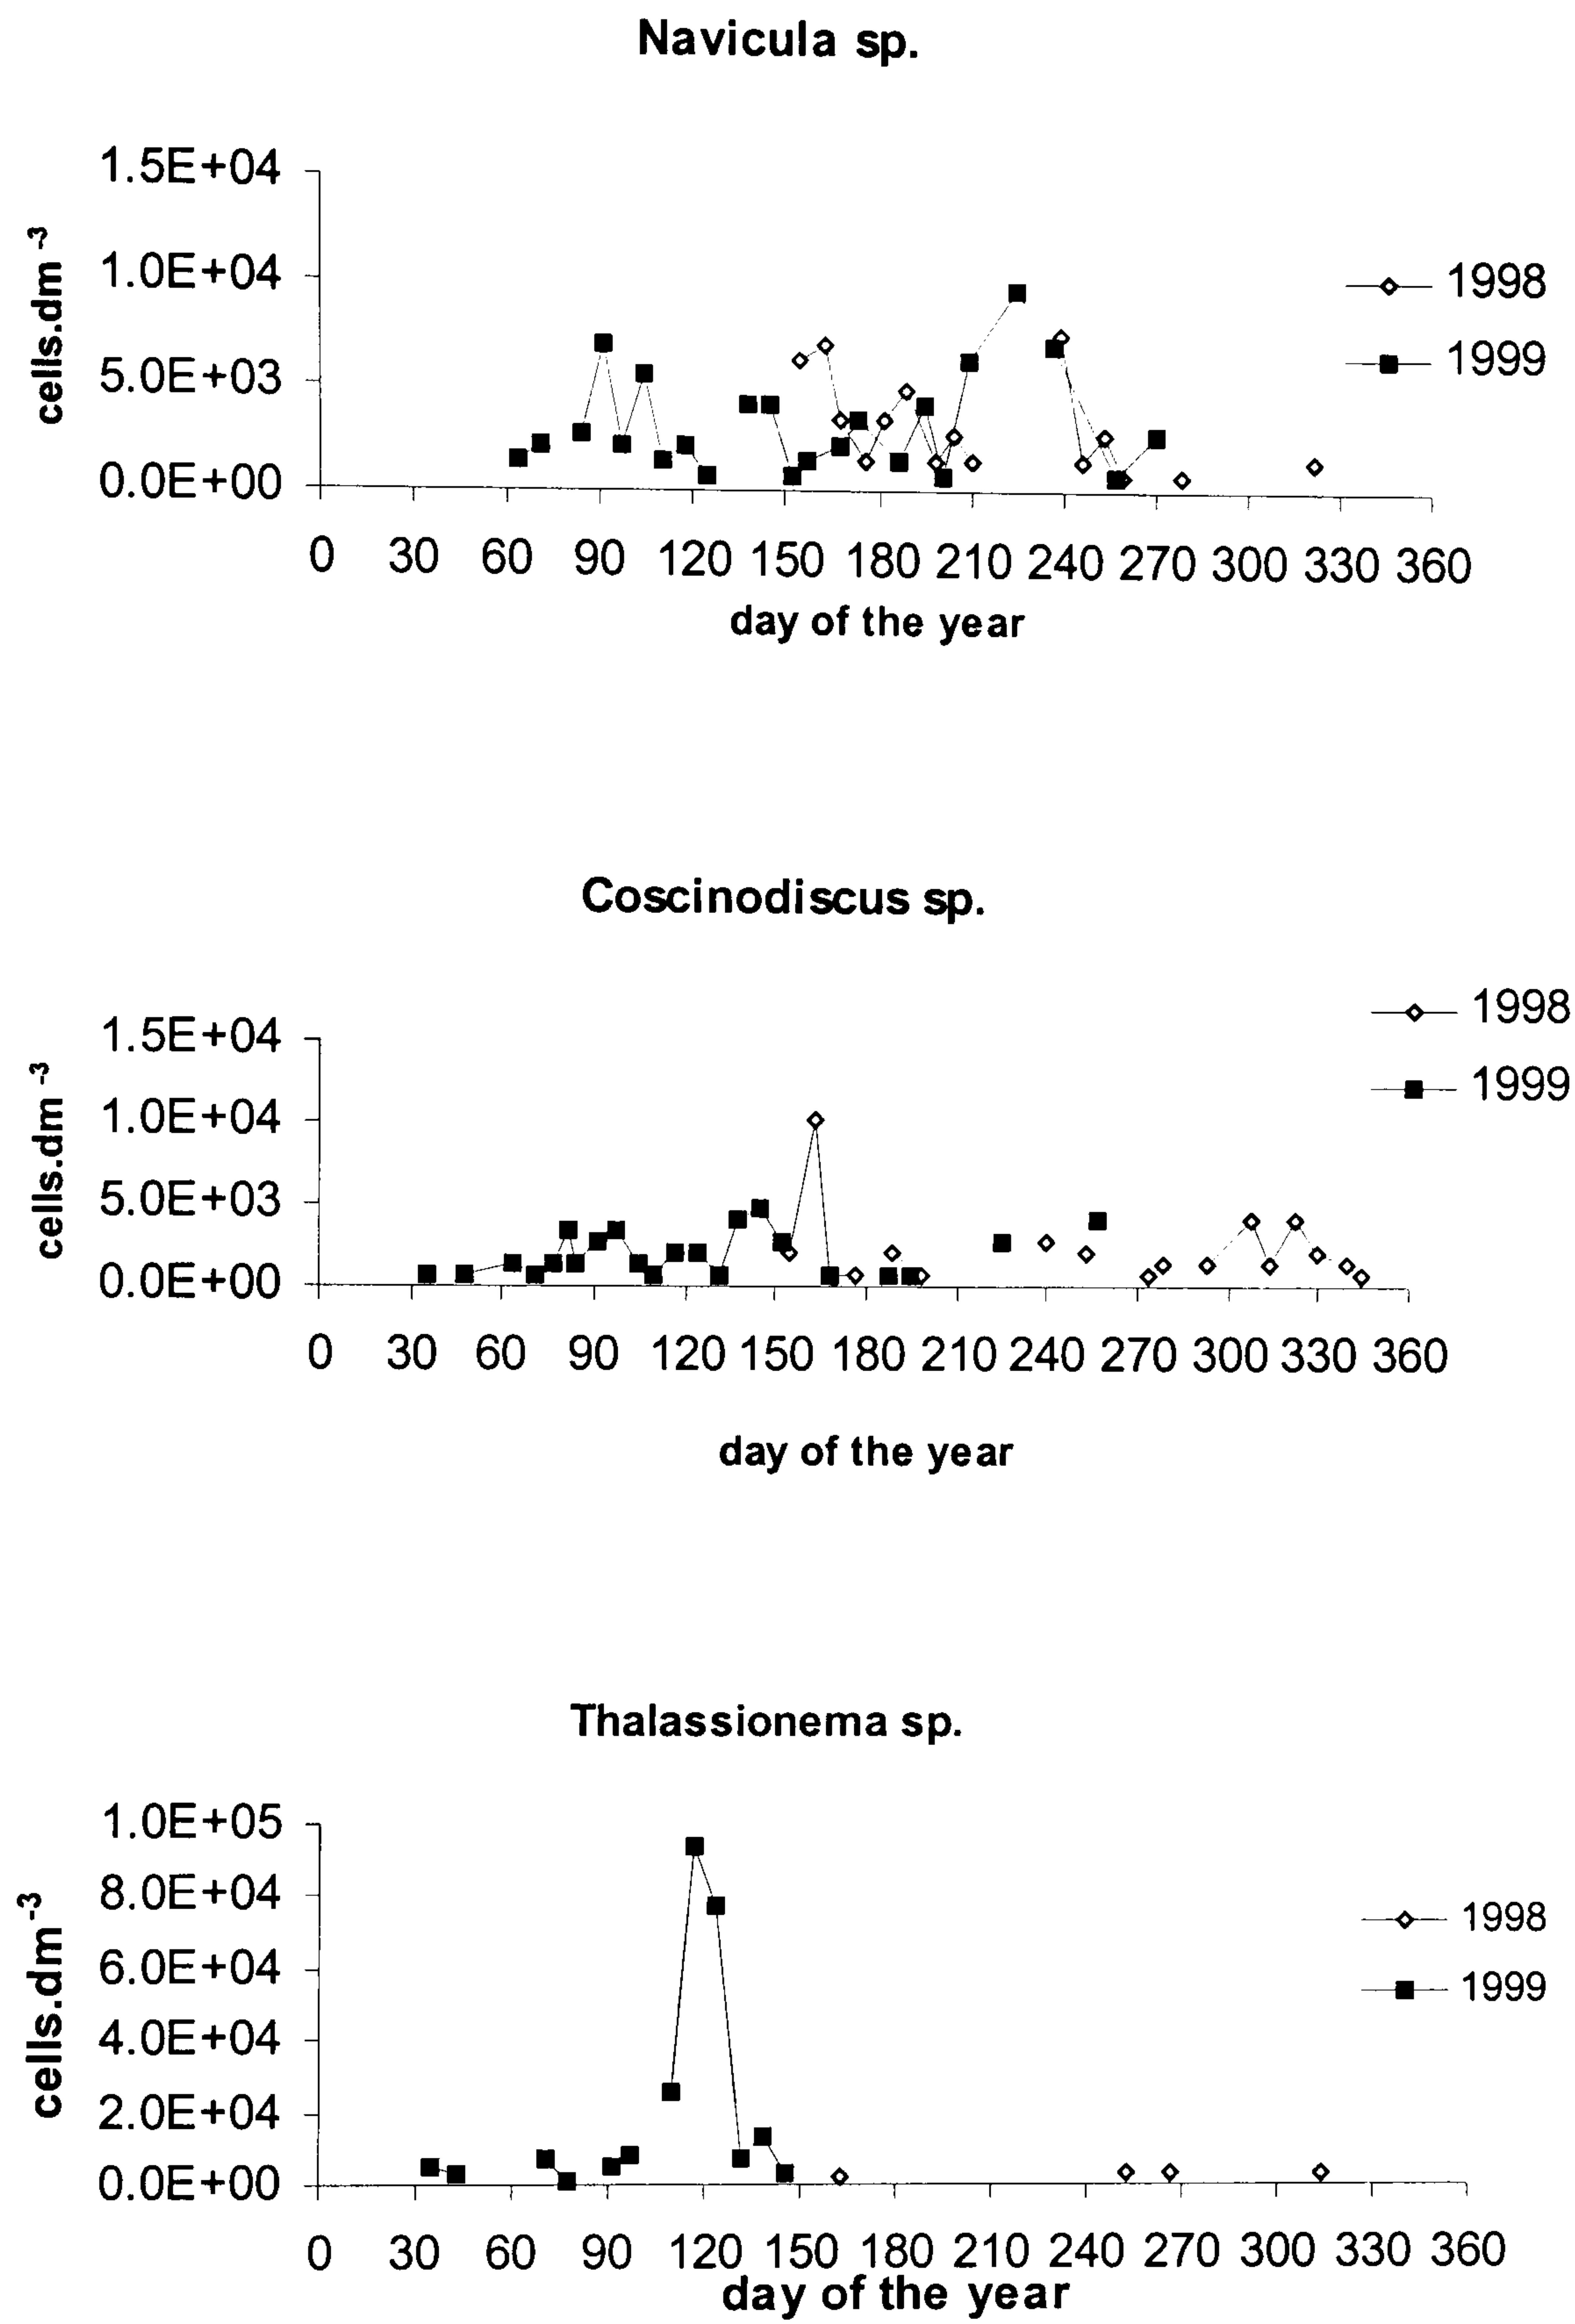 Navicula sp.
1.5E+04
1.0E+04
5.0E+03
0.0E+00
cells.dm -3
1998
1999
0 30 60 90 120 150 180 210 240 270 300 330 360
day of the year
Coscinodiscus sp.
1.5E+04
1.0E+04
5.0E+03
0.0E+00
cells.dm -3
1998
1999
0 30 60 90 120 150 180 210 240 270 300 330 360
day of the year
Thalassionema sp.
1.0E+05
8.0E+04
6.0E+04
4.0E+04
2.0E+04
0.0E+00
cells.dm-3
1998
1999
0 30 60 90 120 150 180 210 240 270 300 330 360
day of the year